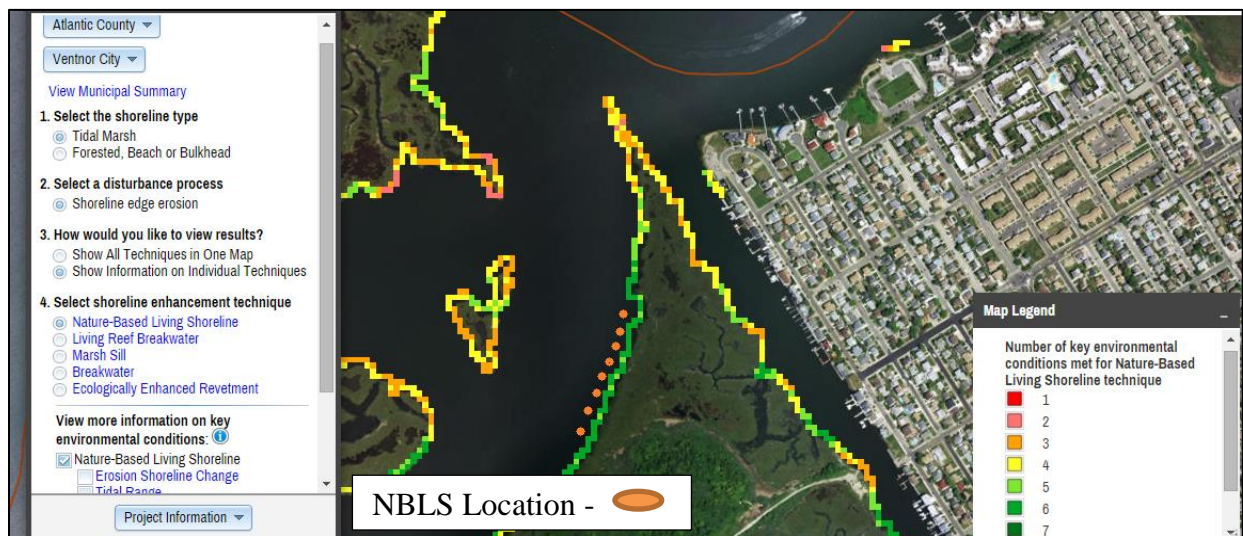 Atlantic County
Ventnor City
View Municipal Summary
1. Select the shoreline type
Tidal Marsh
Forested, Beach or Bulkhead
2. Select a disturbance process
Shoreline edge erosion
3. How would you like to view results?
Show All Techniques in One Map
Show Information on Individual Techniques
4. Select shoreline enhancement technique
Nature-Based Living Shoreline
Living Reef Breakwater
Marsh Sill
Breakwater
Ecologically Enhanced Revetment
View more information on key
environmental conditions:
Nature-Based Living Shoreline
Erosion Shoreline Change
Tidal Range
Project Information
NBLS Location -
Map Legend
Number of key environmental
conditions met for Nature-Based
Living Shoreline technique
1
2
3
4
5
6
7